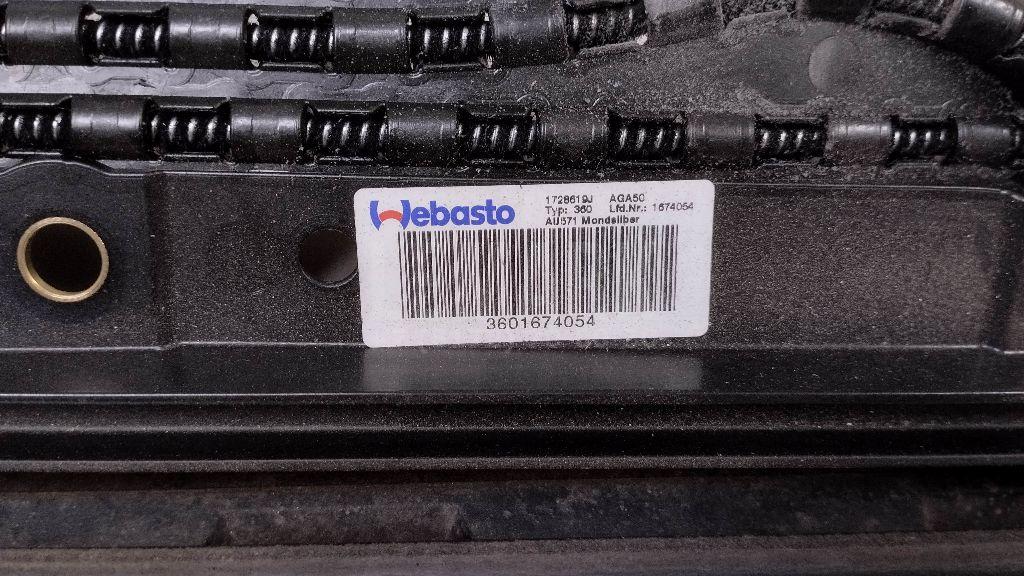 Webasto
1728619J AGA50
Typ: 360 Lfd.Nr.: 1674054
AU571 Mondsilber
3601674054